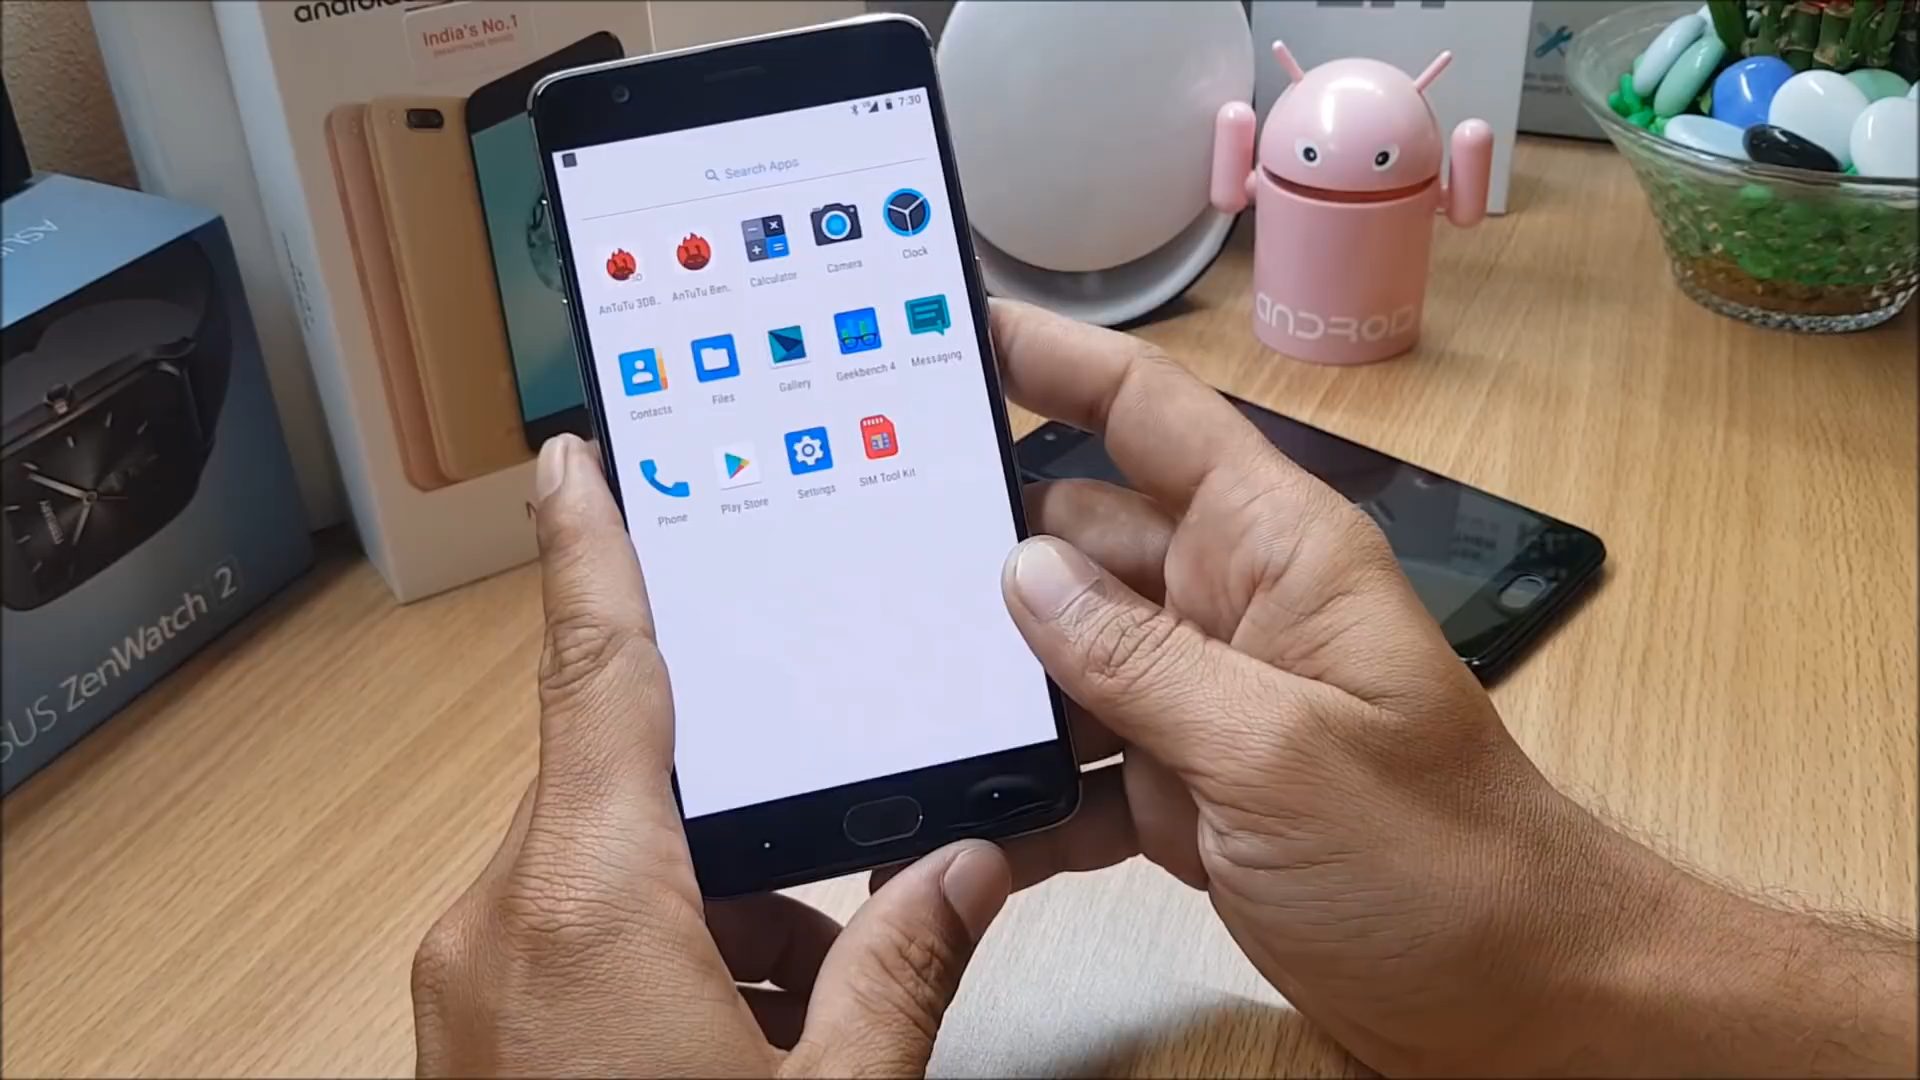 android
India's No.1
7:30
Search Apps
AnTuTu 3DB..
AnTuTu Ben..
Calculator
Camera
Clock
Contacts
Files
Gallery
Geekbench 4
Messaging
Phone
Play Store
Settings
SIM Tool Kit
ANDROID
ASUS
SUS ZenWatch 2